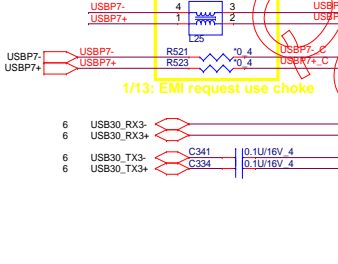 USBP7- 4 3 USBP
USBP7+ 1 2 USBP
L25
USBP7- USBP7- R521 *0_4 USBP7-_C
USBP7+ USBP7+ R523 *0_4 USBP7+_C
1/13: EMI request use choke
6 USB30_RX3-
6 USB30_RX3+
6 USB30_TX3- C341 0.1U/16V_4
6 USB30_TX3+ C334 0.1U/16V_4